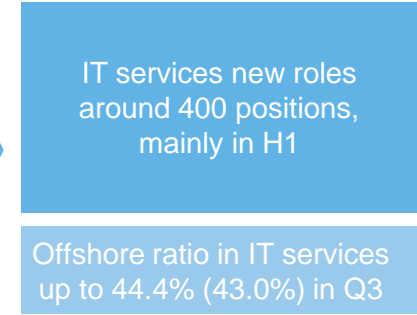 IT services new roles
around 400 positions,
mainly in H1
Offshore ratio in IT services
up to 44.4% (43.0%) in Q3